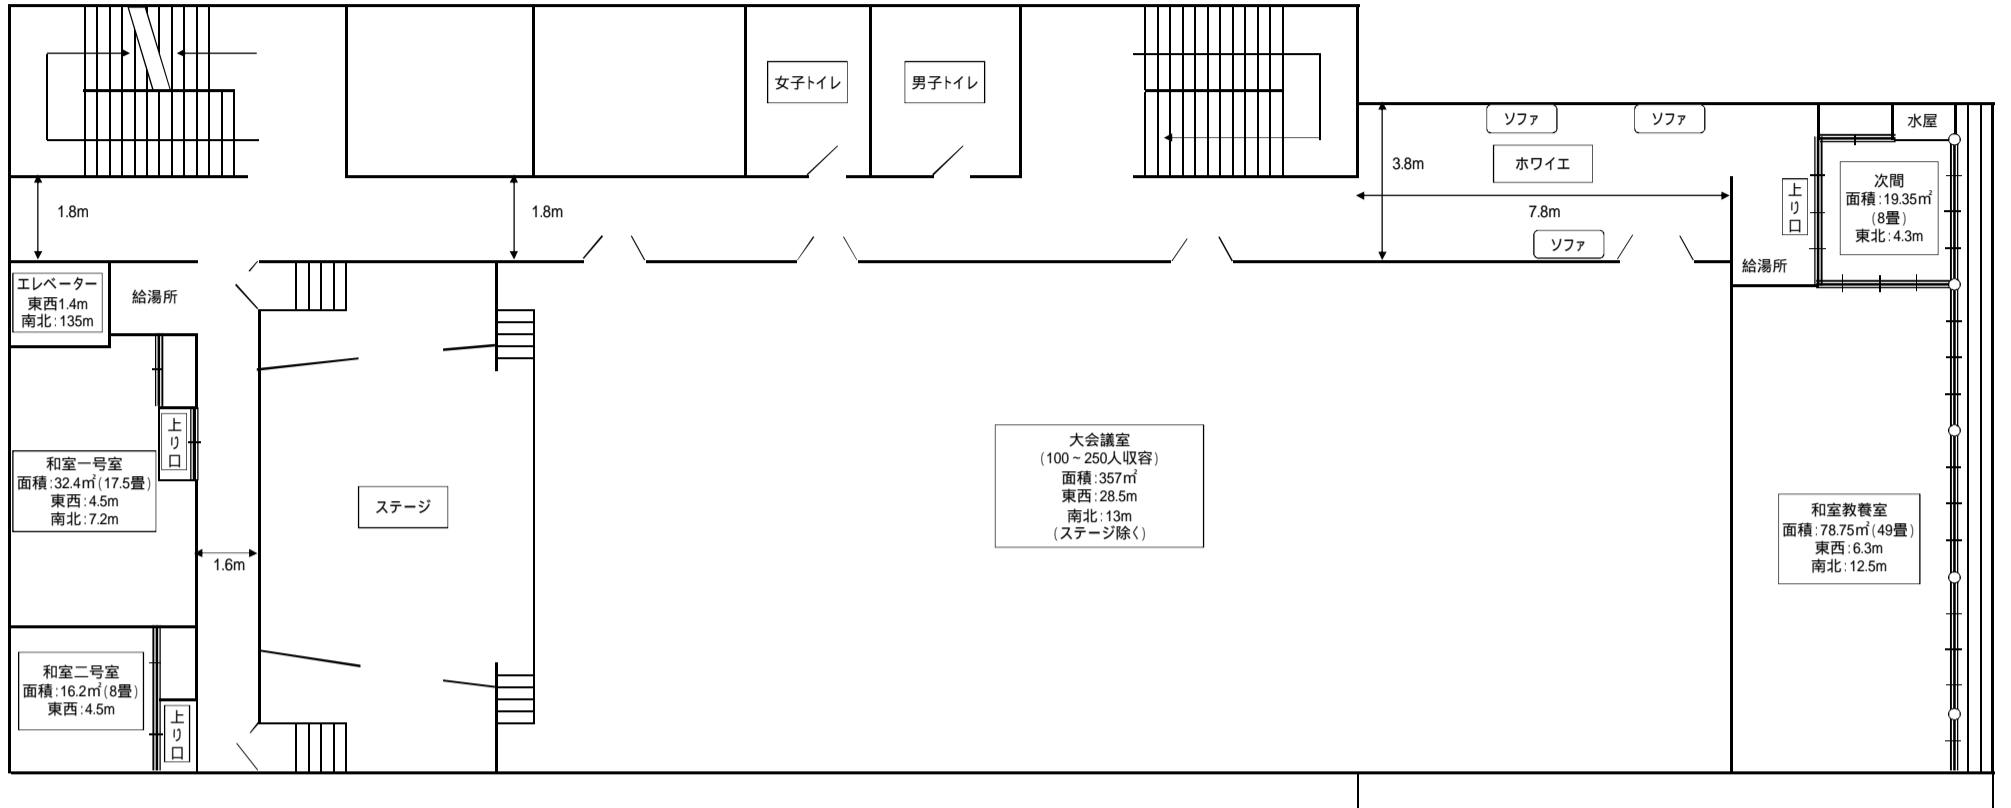 女子トイレ
男子トイレ
ソファ
ソファ
水屋
ホワイエ
3.8m
7.8m
ソファ
上り口
次間
面積:19.35㎡
(8畳)
東北:4.3m
給湯所
1.8m
1.8m
エレベーター
東西1.4m
南北:135m
給湯所
上り口
和室一号室
面積:32.4㎡(17.5畳)
東西:4.5m
南北:7.2m
1.6m
ステージ
大会議室
(100~250人収容)
面積:357㎡
東西:28.5m
南北:13m
(ステージ除く)
和室教養室
面積:78.75㎡(49畳)
東西:6.3m
南北:12.5m
和室二号室
面積:16.2㎡(8畳)
東西:4.5m
上り口